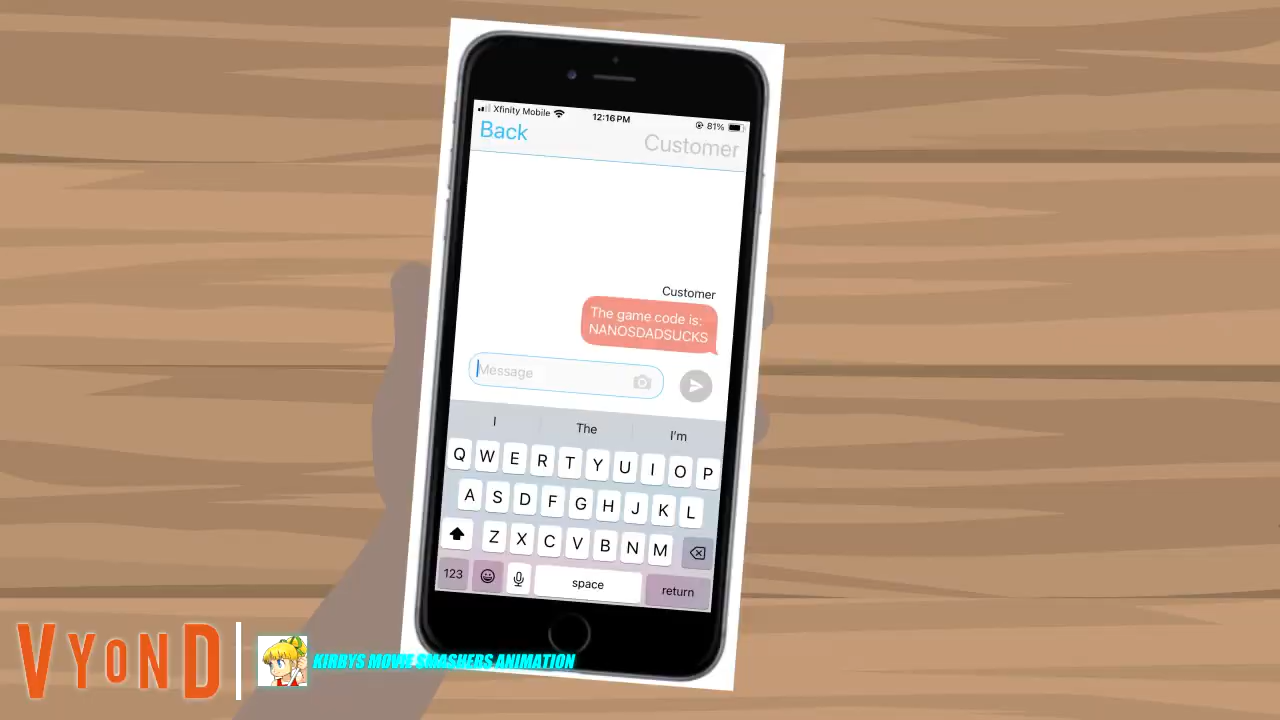 Xfinity Mobile 12:16 PM 81%
Back Customer
Customer
The game code is:
NANOSDADSUCKS
Message
I The I'm
Q W E R T Y U I O P
A S D F G H J K L
Z X C V B N M
123 space return
VYOND
KIRBYS MOVIE SMASHERS ANIMATION